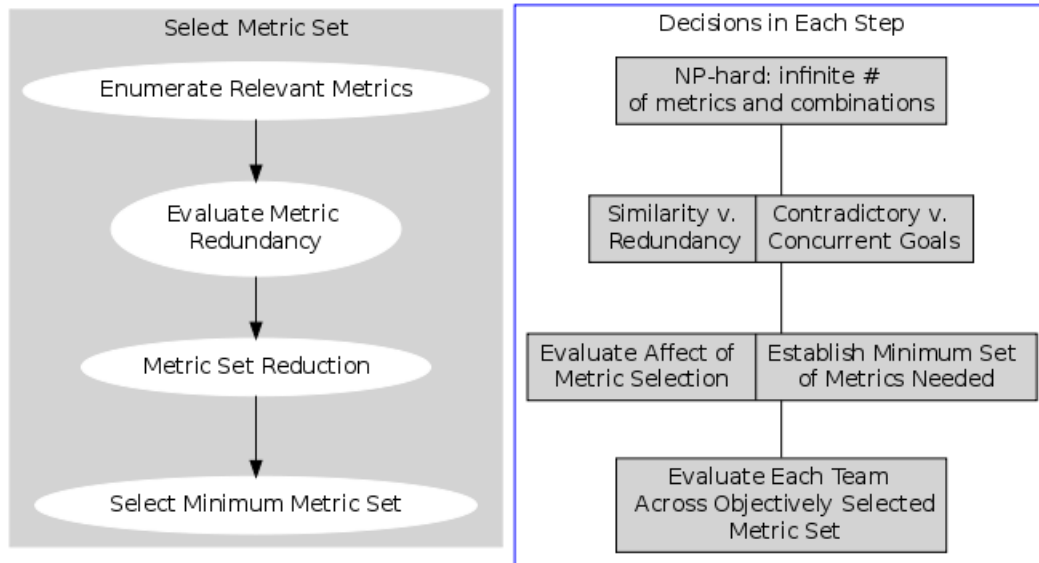 Select Metric Set
Enumerate Relevant Metrics
Evaluate Metric
Redundancy
Metric Set Reduction
Select Minimum Metric Set
Decisions in Each Step
NP-hard: infinite #
of metrics and combinations
Similarity v.
Redundancy
Contradictory v.
Concurrent Goals
Evaluate Affect of
Metric Selection
Establish Minimum Set
of Metrics Needed
Evaluate Each Team
Across Objectively Selected
Metric Set